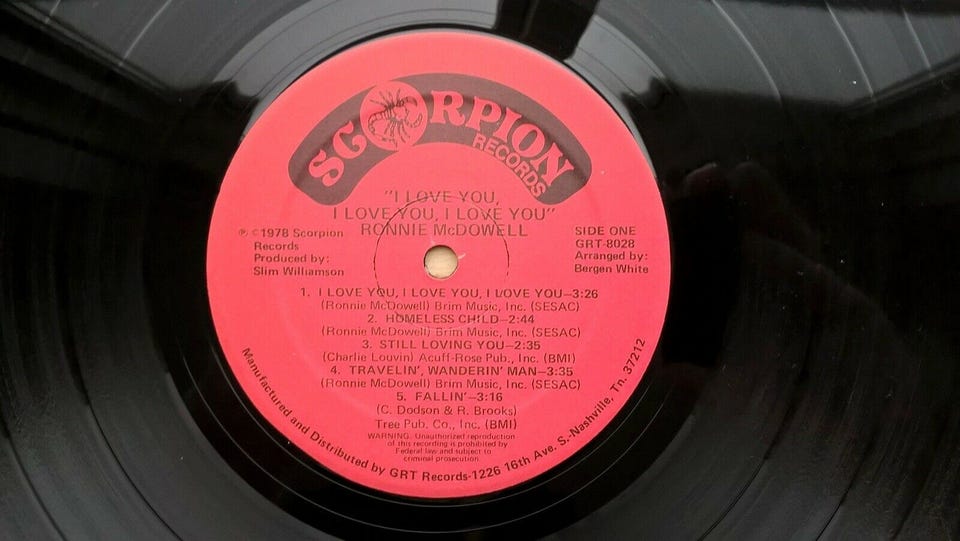 SCORPION
RECORDS
"I LOVE YOU,
I LOVE YOU, I LOVE YOU"
RONNIE McDOWELL
℗ ©1978 Scorpion
Records
Produced by:
Slim Williamson
SIDE ONE
GRT-8028
Arranged by:
Bergen White
1. I LOVE YOU, I LOVE YOU, I LOVE YOU—3:26
(Ronnie McDowell) Brim Music, Inc. (SESAC)
2. HOMELESS CHILD—2:44
(Ronnie McDowell) Brim Music, Inc. (SESAC)
3. STILL LOVING YOU—2:35
(Charlie Louvin) Acuff-Rose Pub., Inc. (BMI)
4. TRAVELIN', WANDERIN' MAN—3:35
(Ronnie McDowell) Brim Music, Inc. (SESAC)
5. FALLIN'—3:16
(C. Dodson & R. Brooks)
Tree Pub. Co., Inc. (BMI)
WARNING. Unauthorized reproduction
of this recording is prohibited by
Federal law and subject to
criminal prosecution.
Manufactured and Distributed by GRT Records-1226 16th Ave. S.-Nashville, Tn. 37212